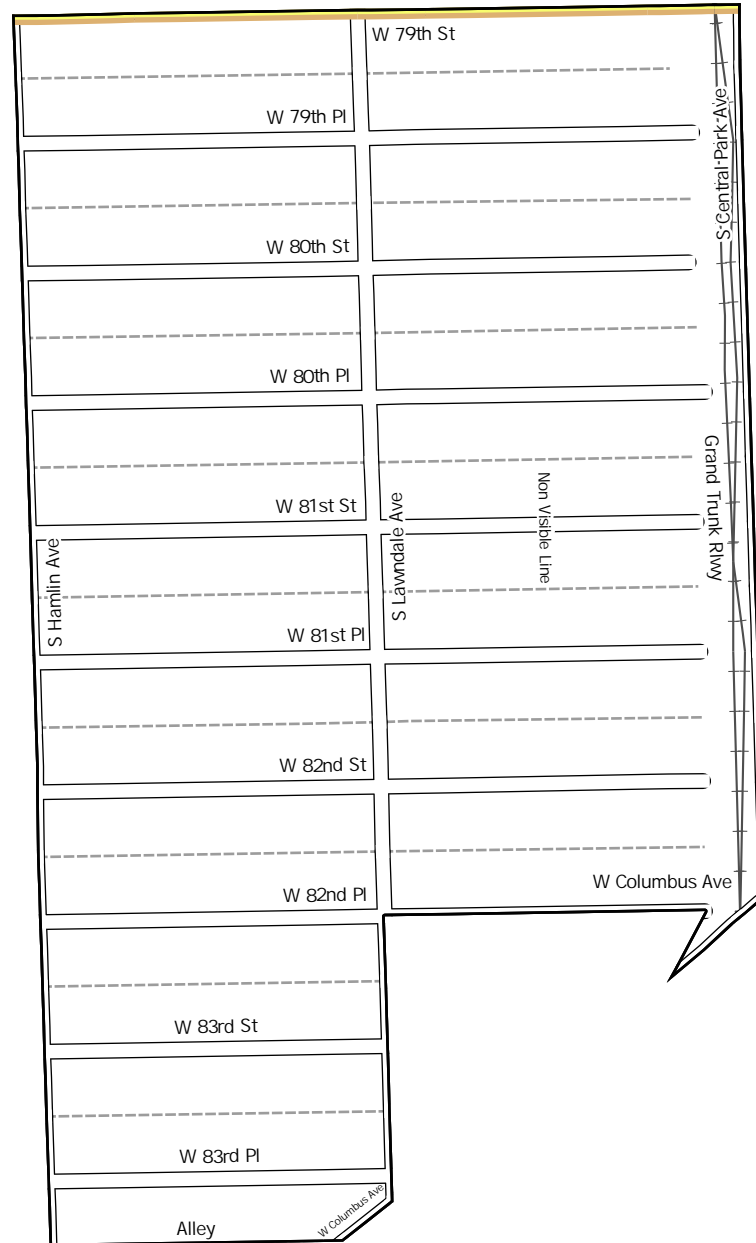 W 79th St
S Central Park Ave
W 79th Pl
W 80th St
W 80th Pl
Grand Trunk Rlwy
W 81st St
Non Visible Line
S Lawndale Ave
S Hamlin Ave
W 81st Pl
W 82nd St
W Columbus Ave
W 82nd Pl
W 83rd St
W 83rd Pl
W Columbus Ave
Alley